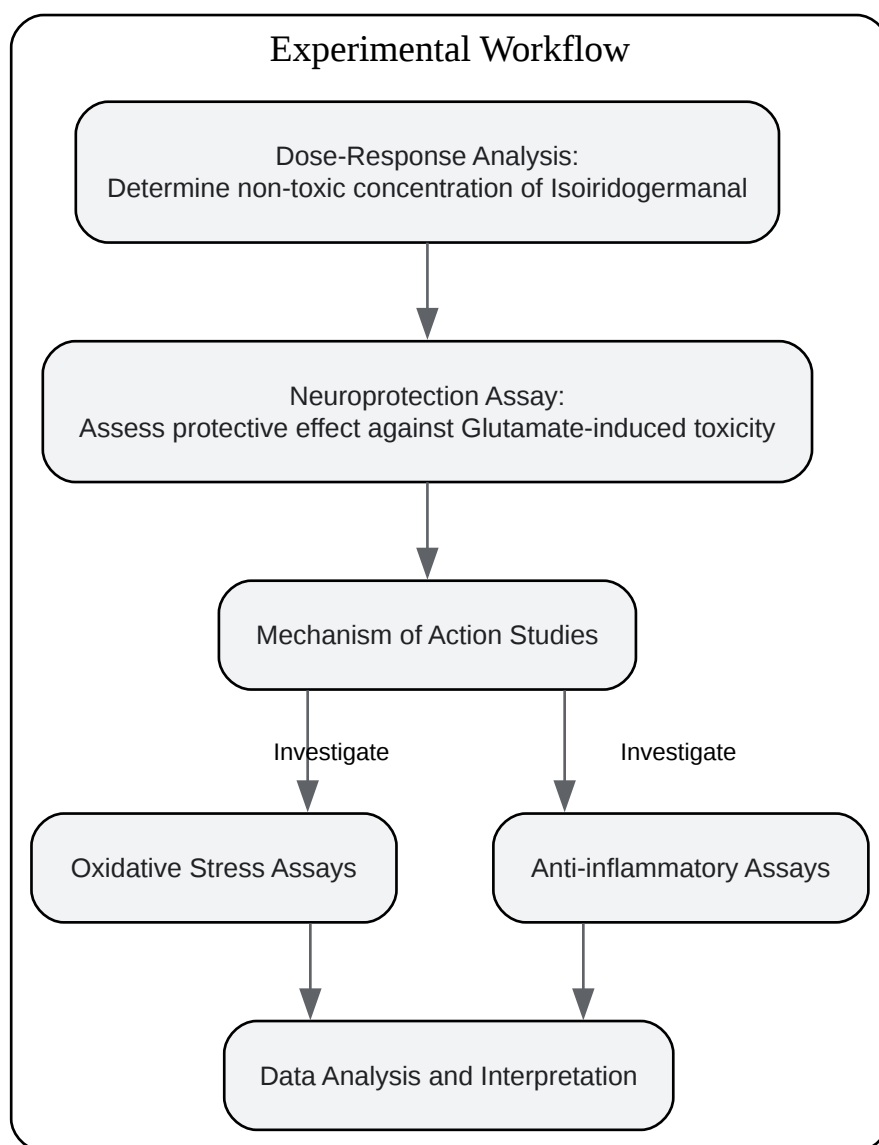 Experimental Workflow
Dose-Response Analysis:
Determine non-toxic concentration of Isoiridogermanal
Neuroprotection Assay:
Assess protective effect against Glutamate-induced toxicity
Mechanism of Action Studies
Investigate
Investigate
Oxidative Stress Assays
Anti-inflammatory Assays
Data Analysis and Interpretation